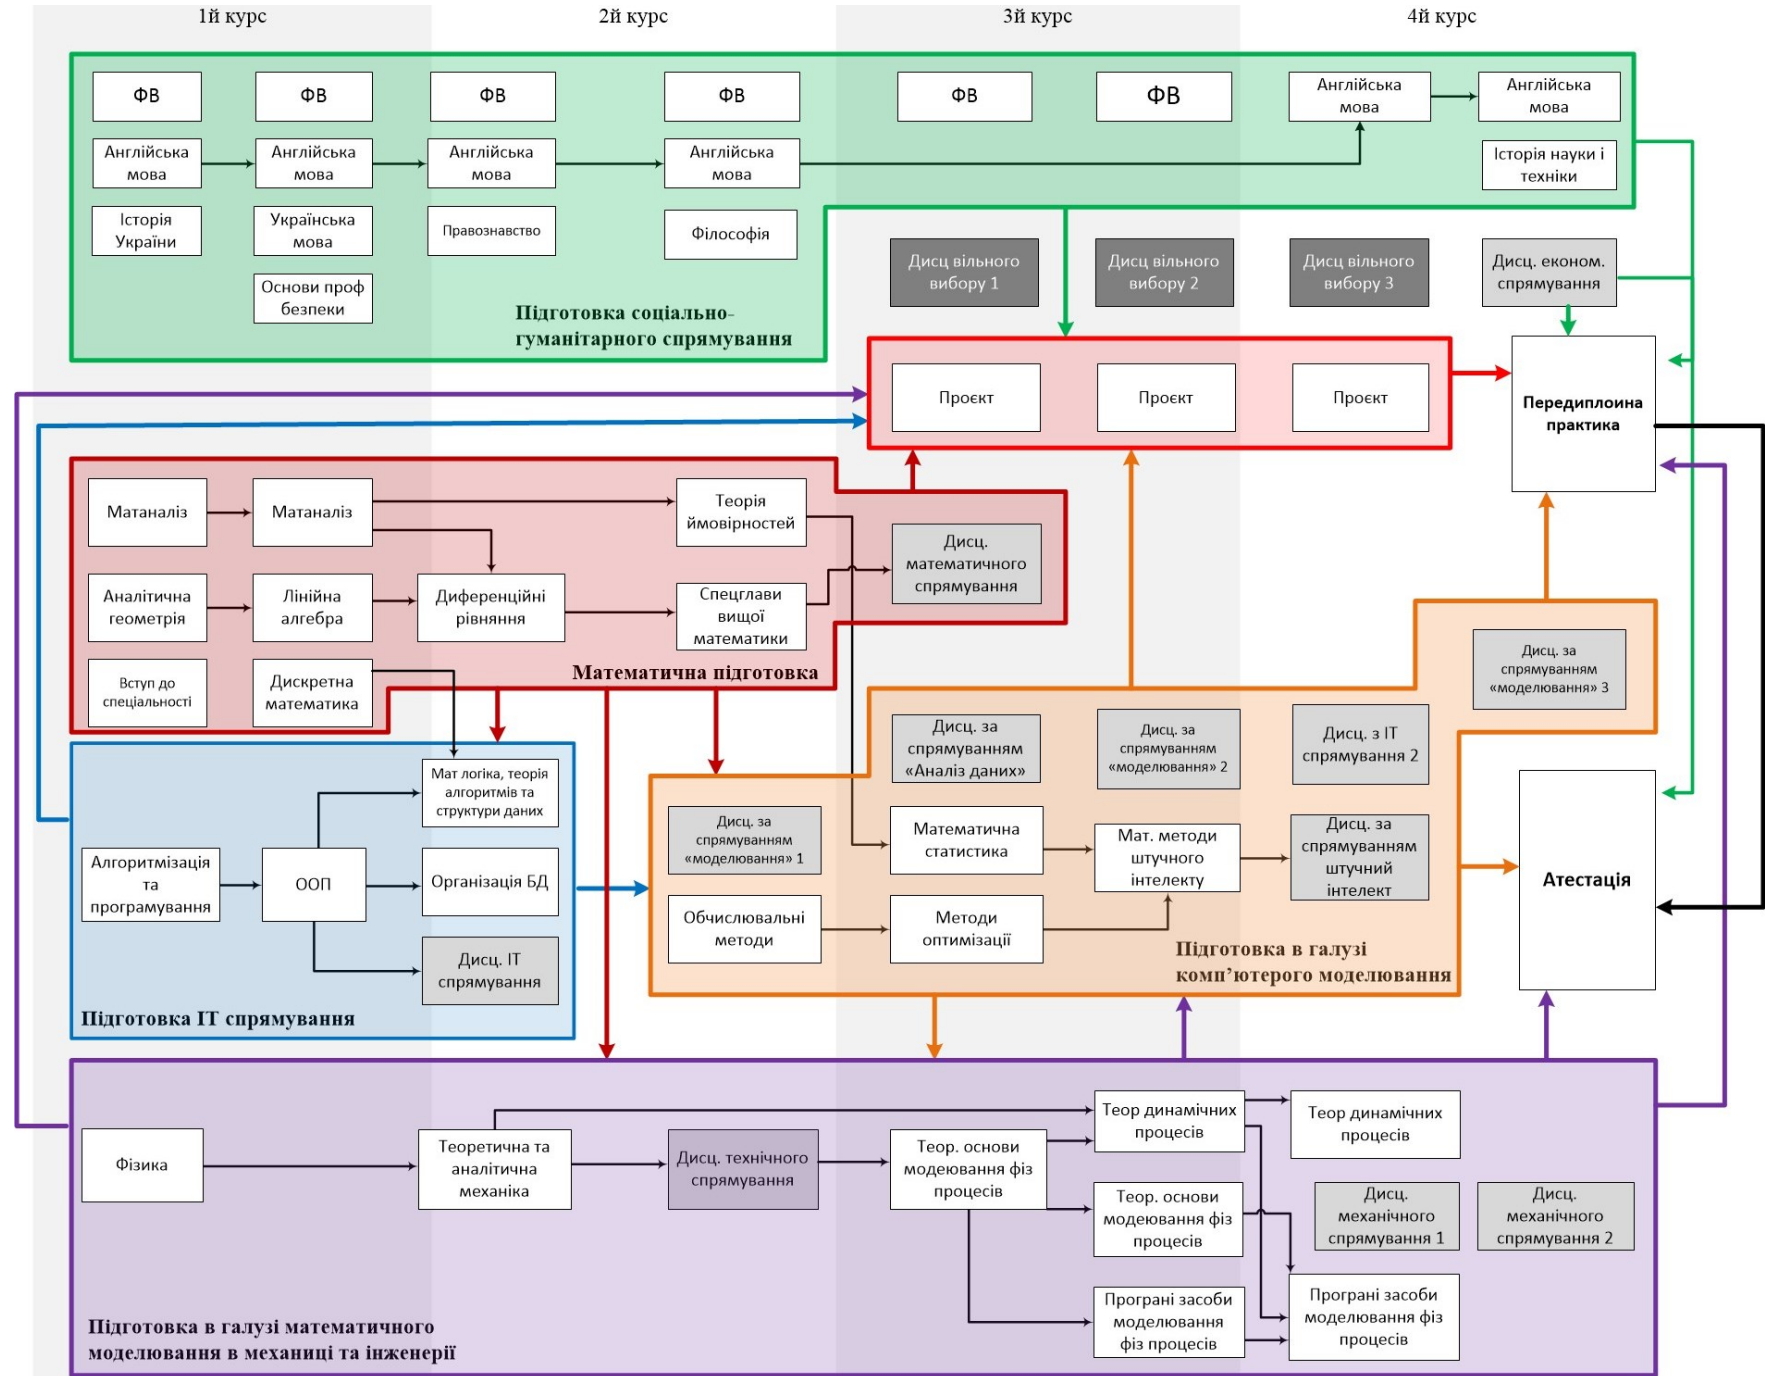 1й курс
2й курс
3й курс
4й курс
ФВ
ФВ
ФВ
ФВ
ФВ
ФВ
Англійська
мова
Англійська
мова
Англійська
мова
Англійська
мова
Англійська
мова
Англійська
мова
Історія науки і
техніки
Історія
України
Українська
мова
Правознавство
Філософія
Основи проф
безпеки
Підготовка соціально-
гуманітарного спрямування
Дисц вільного
вибору 1
Дисц вільного
вибору 2
Дисц вільного
вибору 3
Дисц. економ.
спрямування
Проєкт
Проєкт
Проєкт
Передиплоина
практика
Матаналіз
Матаналіз
Теорія
ймовірностей
Дисц.
математичного
спрямування
Аналітична
геометрія
Лінійна
алгебра
Диференційні
рівняння
Спецглави
вищої
математики
Вступ до
спеціальності
Дискретна
математика
Математична підготовка
Дисц. за
спрямуванням
«моделювання» 3
Дисц. за
спрямуванням
«Аналіз даних»
Дисц. за
спрямуванням
«моделювання» 2
Дисц. з ІТ
спрямування 2
Мат логіка, теорія
алгоритмів та
структури даних
Алгоритмізація
та
програмування
ООП
Організація БД
Дисц. ІТ
спрямування
Підготовка ІТ спрямування
Дисц. за
спрямуванням
«моделювання» 1
Математична
статистика
Мат. методи
штучного
інтелекту
Дисц. за
спрямуванням
штучний
інтелект
Обчислювальні
методи
Методи
оптимізації
Підготовка в галузі
комп’ютерого моделювання
Атестація
Фізика
Теоретична та
аналітична
механіка
Дисц. технічного
спрямування
Теор. основи
модеювання фіз
процесів
Теор динамічних
процесів
Теор динамічних
процесів
Теор. основи
модеювання фіз
процесів
Дисц.
механічного
спрямування 1
Дисц.
механічного
спрямування 2
Програні засоби
моделювання
фіз процесів
Програні засоби
моделювання фіз
процесів
Підготовка в галузі математичного
моделювання в механиці та інженерії